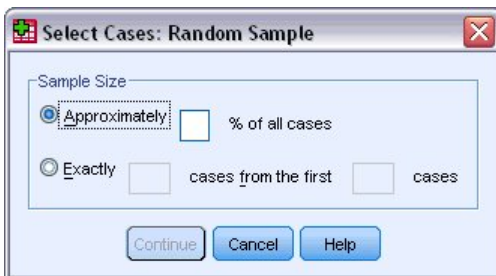 Select Cases: Random Sample
Sample Size
Approximately % of all cases
Exactly cases from the first cases
Continue Cancel Help